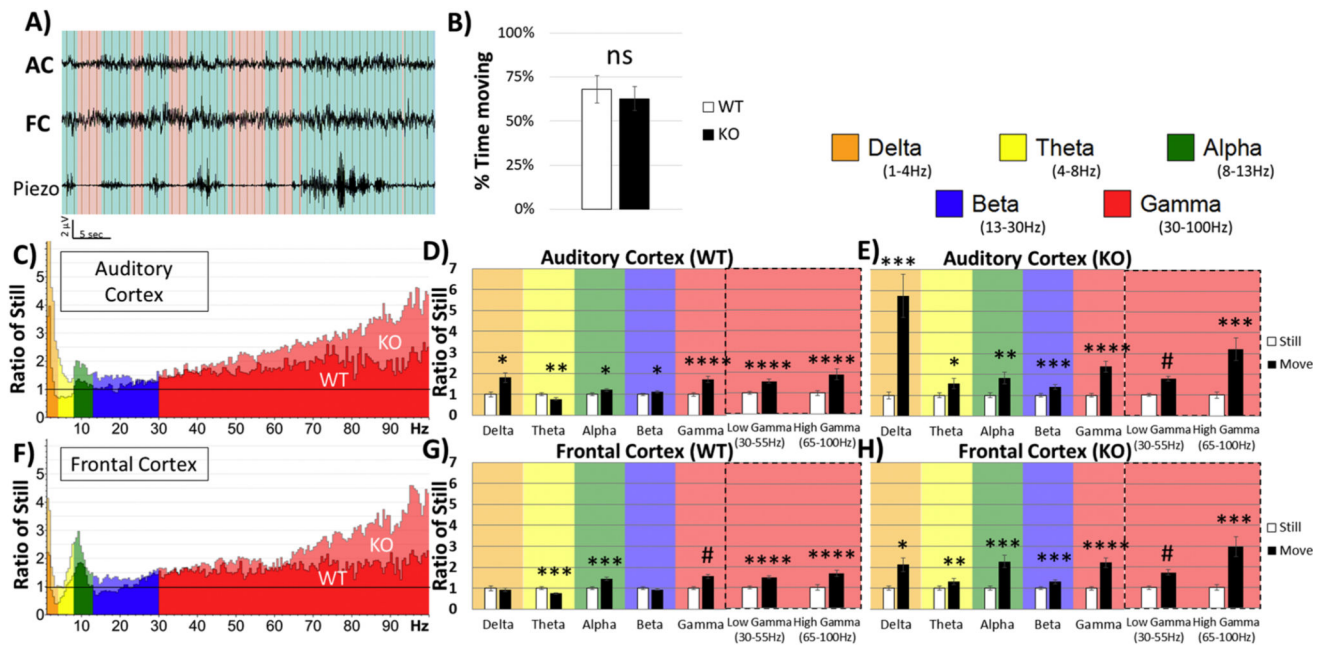 A)
AC
FC
Piezo
2 μV
5 sec
B)
% Time moving
100%
75%
50%
25%
0%
ns
WT
KO
Delta
(1-4Hz)
Theta
(4-8Hz)
Alpha
(8-13Hz)
Beta
(13-30Hz)
Gamma
(30-100Hz)
C)
Auditory
Cortex
Ratio of Still
6
5
4
3
2
1
0
KO
WT
10 20 30 40 50 60 70 80 90 Hz
D)
Auditory Cortex (WT)
Ratio of Still
7
6
5
4
3
2
1
0
* ** * * **** **** ****
Delta Theta Alpha Beta Gamma Low Gamma High Gamma
(30-55Hz) (65-100Hz)
E)
Auditory Cortex (KO)
*** * ** *** **** # ***
Delta Theta Alpha Beta Gamma Low Gamma High Gamma
(30-55Hz) (65-100Hz)
Still
Move
F)
Frontal Cortex
Ratio of Still
6
5
4
3
2
1
0
KO
WT
10 20 30 40 50 60 70 80 90 Hz
G)
Frontal Cortex (WT)
Ratio of Still
7
6
5
4
3
2
1
0
*** *** # **** ****
Delta Theta Alpha Beta Gamma Low Gamma High Gamma
(30-55Hz) (65-100Hz)
H)
Frontal Cortex (KO)
* ** *** *** **** # ***
Delta Theta Alpha Beta Gamma Low Gamma High Gamma
(30-55Hz) (65-100Hz)
Still
Move